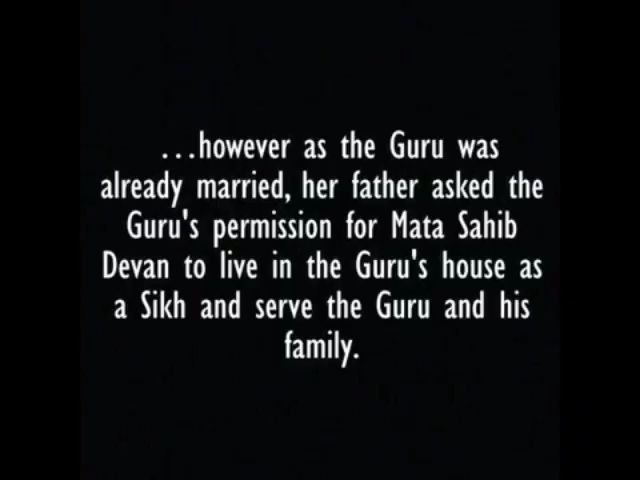 ...however as the Guru was
already married, her father asked the
Guru's permission for Mata Sahib
Devan to live in the Guru's house as
a Sikh and serve the Guru and his
family.